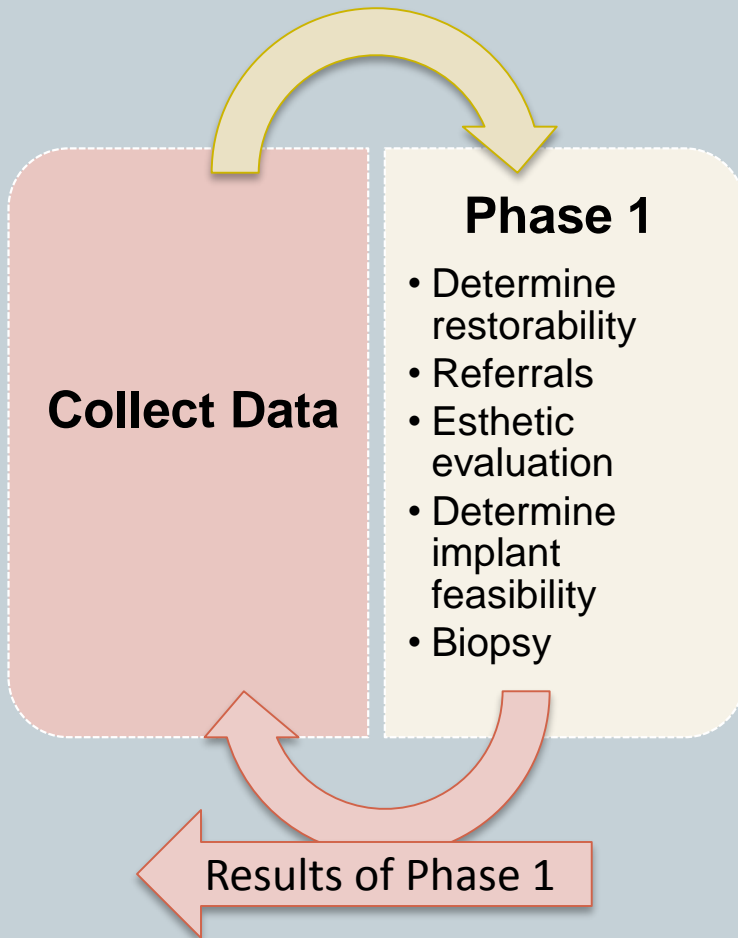 Collect Data
Phase 1
• Determine
restorability
• Referrals
• Esthetic
evaluation
• Determine
implant
feasibility
• Biopsy
Results of Phase 1